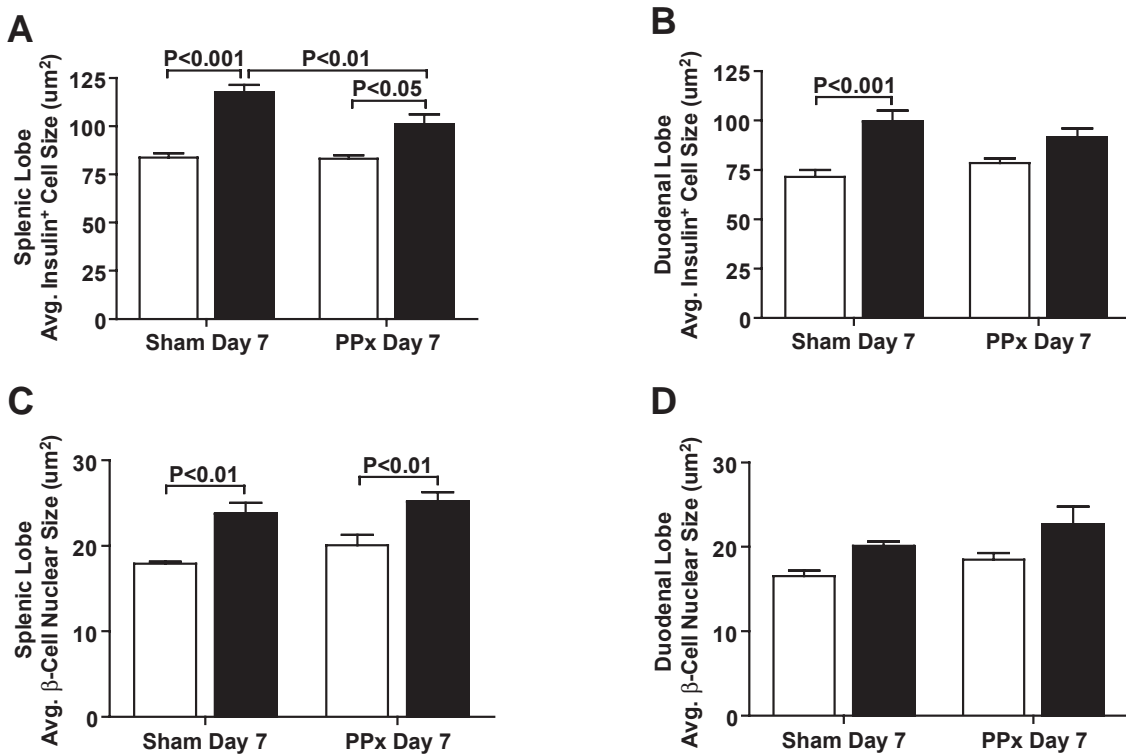 A
P<0.001
P<0.01
P<0.05
Splenic Lobe
Avg. Insulin⁺ Cell Size (um²)
125
100
75
50
25
0
Sham Day 7
PPx Day 7
B
P<0.001
Duodenal Lobe
Avg. Insulin⁺ Cell Size (um²)
125
100
75
50
25
0
Sham Day 7
PPx Day 7
C
P<0.01
P<0.01
Splenic Lobe
Avg. β-Cell Nuclear Size (um²)
30
20
10
0
Sham Day 7
PPx Day 7
D
Duodenal Lobe
Avg. β-Cell Nuclear Size (um²)
30
20
10
0
Sham Day 7
PPx Day 7